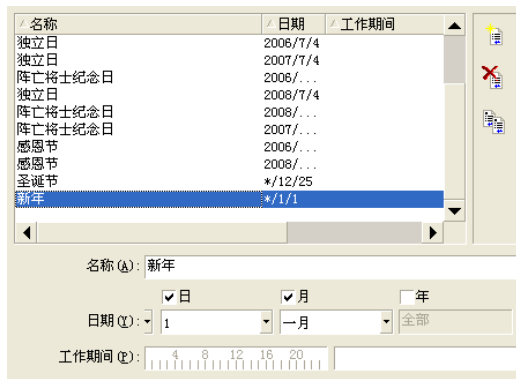 名称 日期 工作期间
独立日 2006/7/4
独立日 2007/7/4
阵亡将士纪念日 2006/...
独立日 2008/7/4
阵亡将士纪念日 2008/...
阵亡将士纪念日 2007/...
感恩节 2006/...
感恩节 2008/...
圣诞节 */12/25
新年 */1/1
名称(A): 新年
日 月 年
日期(Y): 1 一月 全部
工作期间(P): 4 8 12 16 20